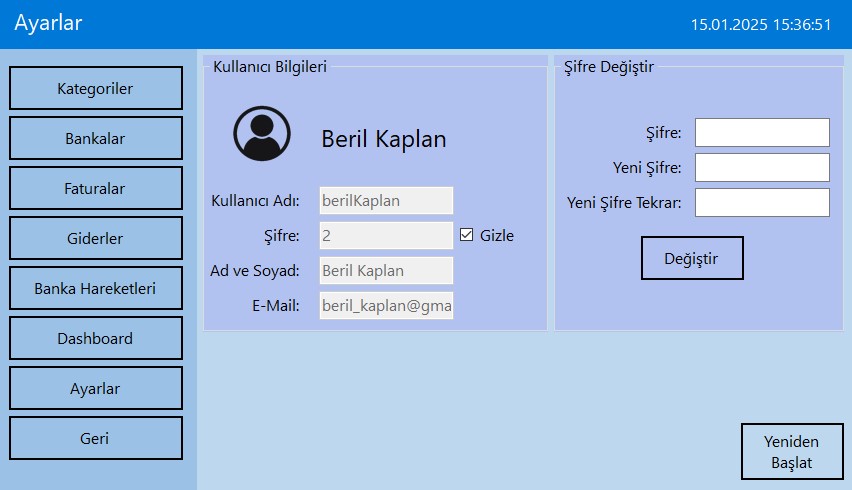 Ayarlar
15.01.2025 15:36:51
Kategoriler
Bankalar
Faturalar
Giderler
Banka Hareketleri
Dashboard
Ayarlar
Geri
Kullanıcı Bilgileri
Beril Kaplan
Kullanıcı Adı: berilKaplan
Şifre: 2 Gizle
Ad ve Soyad: Beril Kaplan
E-Mail: beril_kaplan@gma
Şifre Değiştir
Şifre:
Yeni Şifre:
Yeni Şifre Tekrar:
Değiştir
Yeniden
Başlat